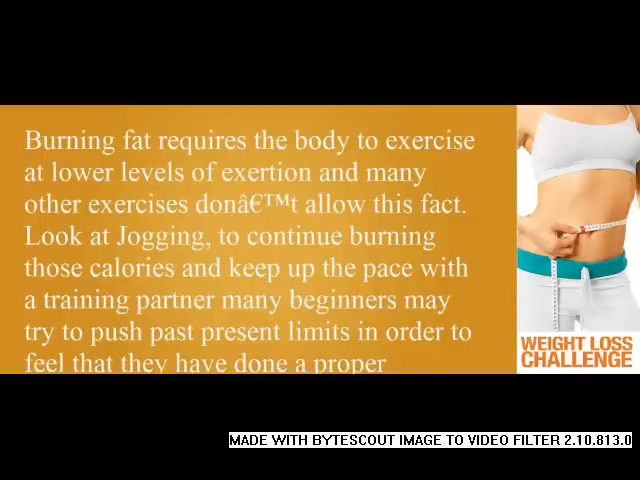 Burning fat requires the body to exercise
at lower levels of exertion and many
other exercises donâ€™t allow this fact.
Look at Jogging, to continue burning
those calories and keep up the pace with
a training partner many beginners may
try to push past present limits in order to
feel that they have done a proper
WEIGHT LOSS
CHALLENGE
MADE WITH BYTESCOUT IMAGE TO VIDEO FILTER 2.10.813.0